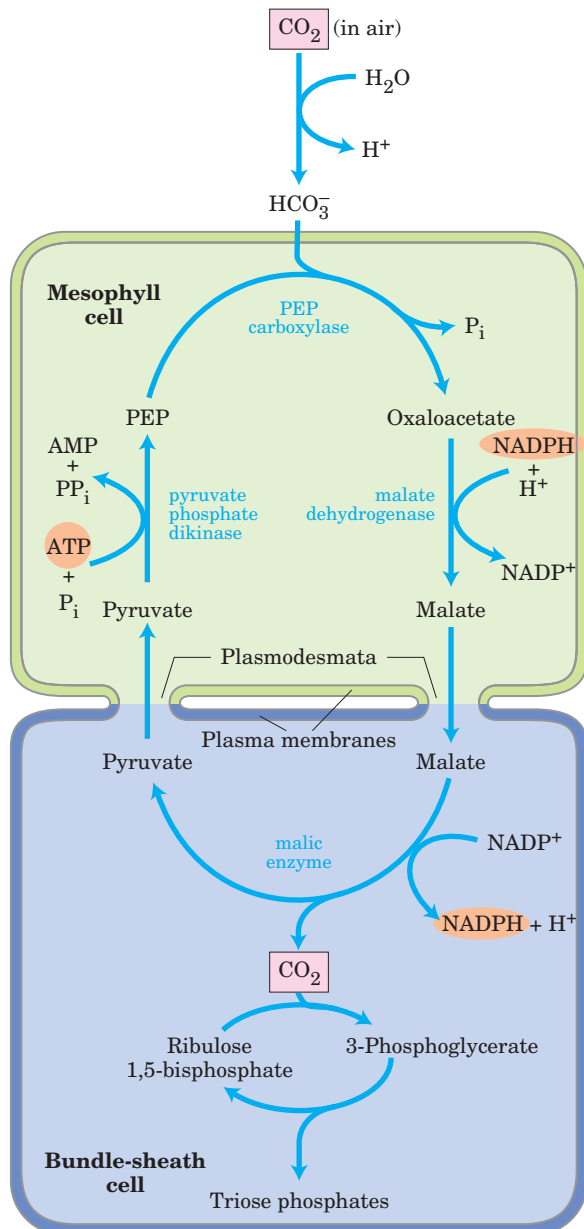 CO₂ (in air)
H₂O
H⁺
HCO₃⁻
Mesophyll
cell
PEP
carboxylase
Pᵢ
PEP
Oxaloacetate
AMP
+
PPᵢ
NADPH
+
H⁺
pyruvate
phosphate
dikinase
malate
dehydrogenase
ATP
+
Pᵢ
NADP⁺
Pyruvate
Malate
Plasmodesmata
Plasma membranes
Pyruvate
Malate
malic
enzyme
NADP⁺
NADPH + H⁺
CO₂
Ribulose
1,5-bisphosphate
3-Phosphoglycerate
Bundle-sheath
cell
Triose phosphates